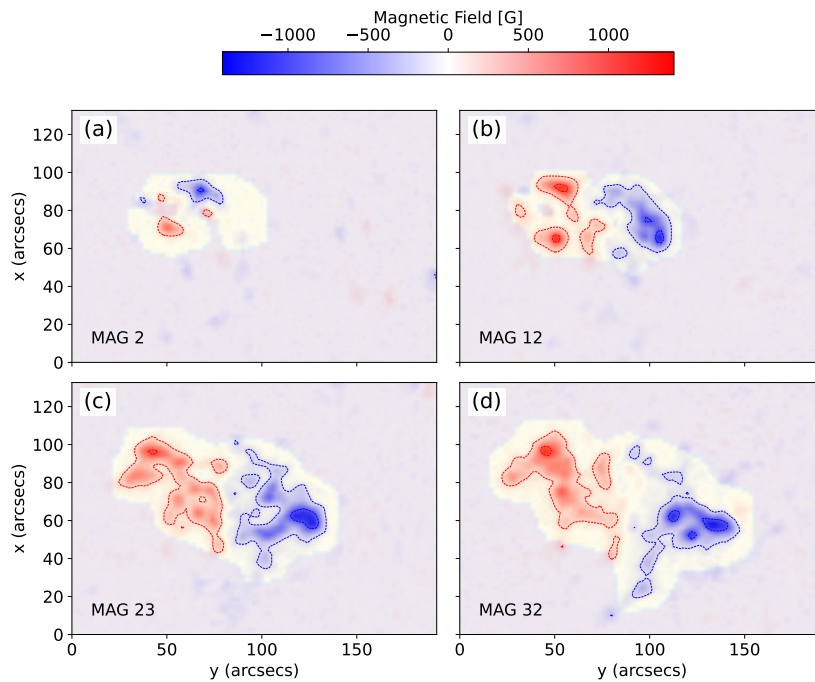 Magnetic Field [G]
−1000 −500 0 500 1000
(a) (b)
120
100
80
60
40
20
0
x (arcsecs)
MAG 2 MAG 12
(c) (d)
120
100
80
60
40
20
0
x (arcsecs)
MAG 23 MAG 32
0 50 100 150 0 50 100 150
y (arcsecs) y (arcsecs)